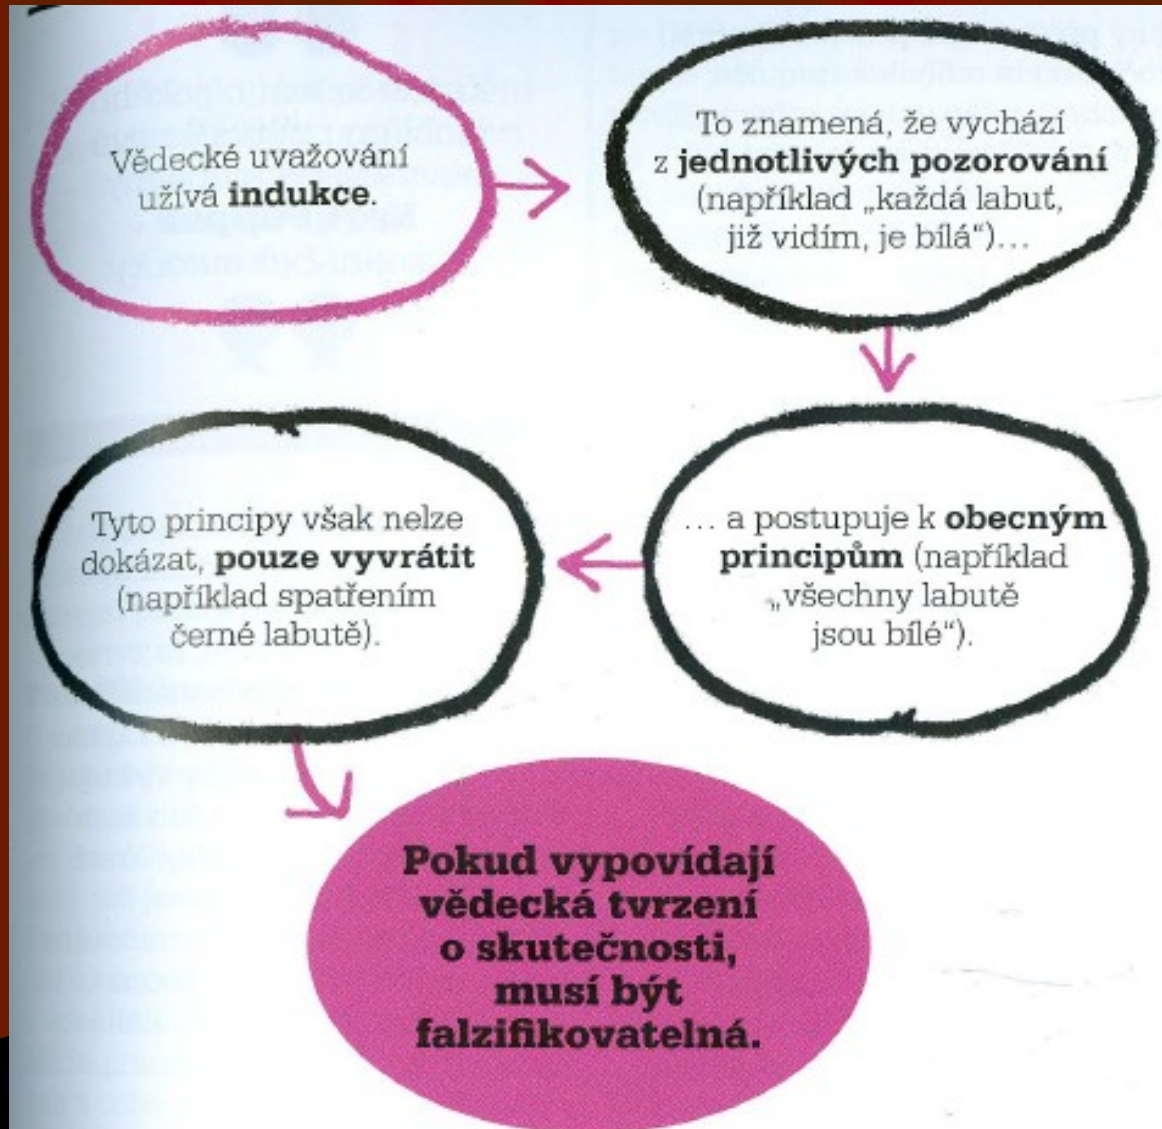 Vědecké uvažování
užívá indukce.
To znamená, že vychází
z jednotlivých pozorování
(například „každá labuť,
již vidím, je bílá“)…
… a postupuje k obecným
principům (například
„všechny labutě
jsou bílé“).
Tyto principy však nelze
dokázat, pouze vyvrátit
(například spatřením
černé labutě).
Pokud vypovídají
vědecká tvrzení
o skutečnosti,
musí být
falzifikovatelná.